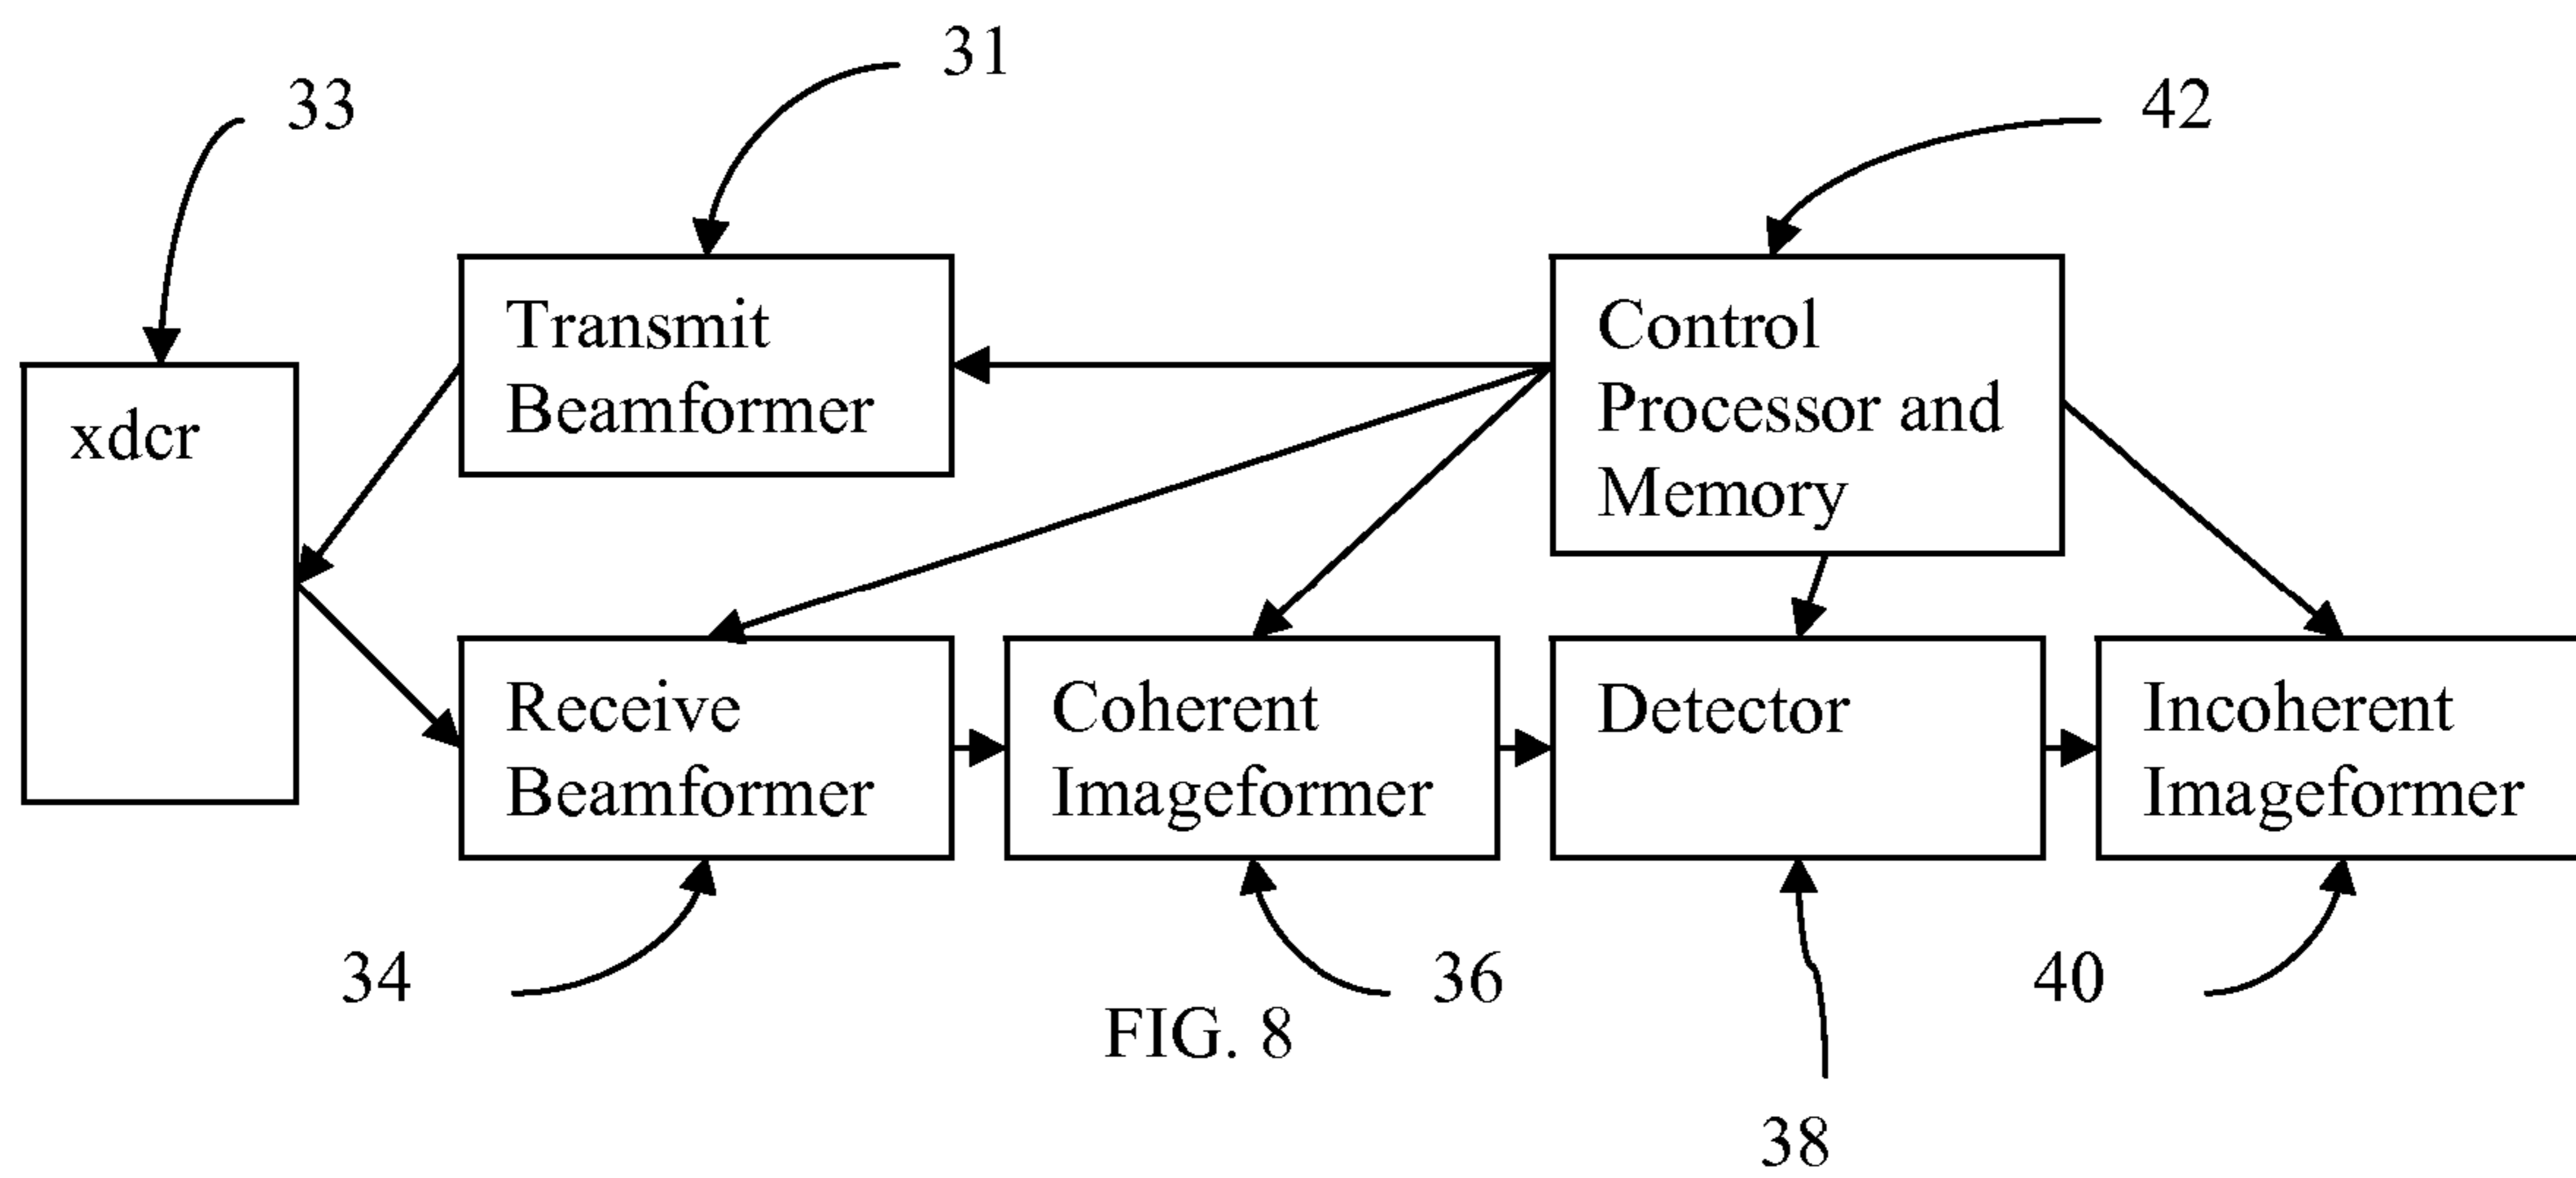 31
33
42
Transmit
Beamformer
Control
Processor and
Memory
xdcr
Receive
Beamformer
Coherent
Imageformer
Detector
Incoherent
Imageformer
34
36
40
FIG. 8
38